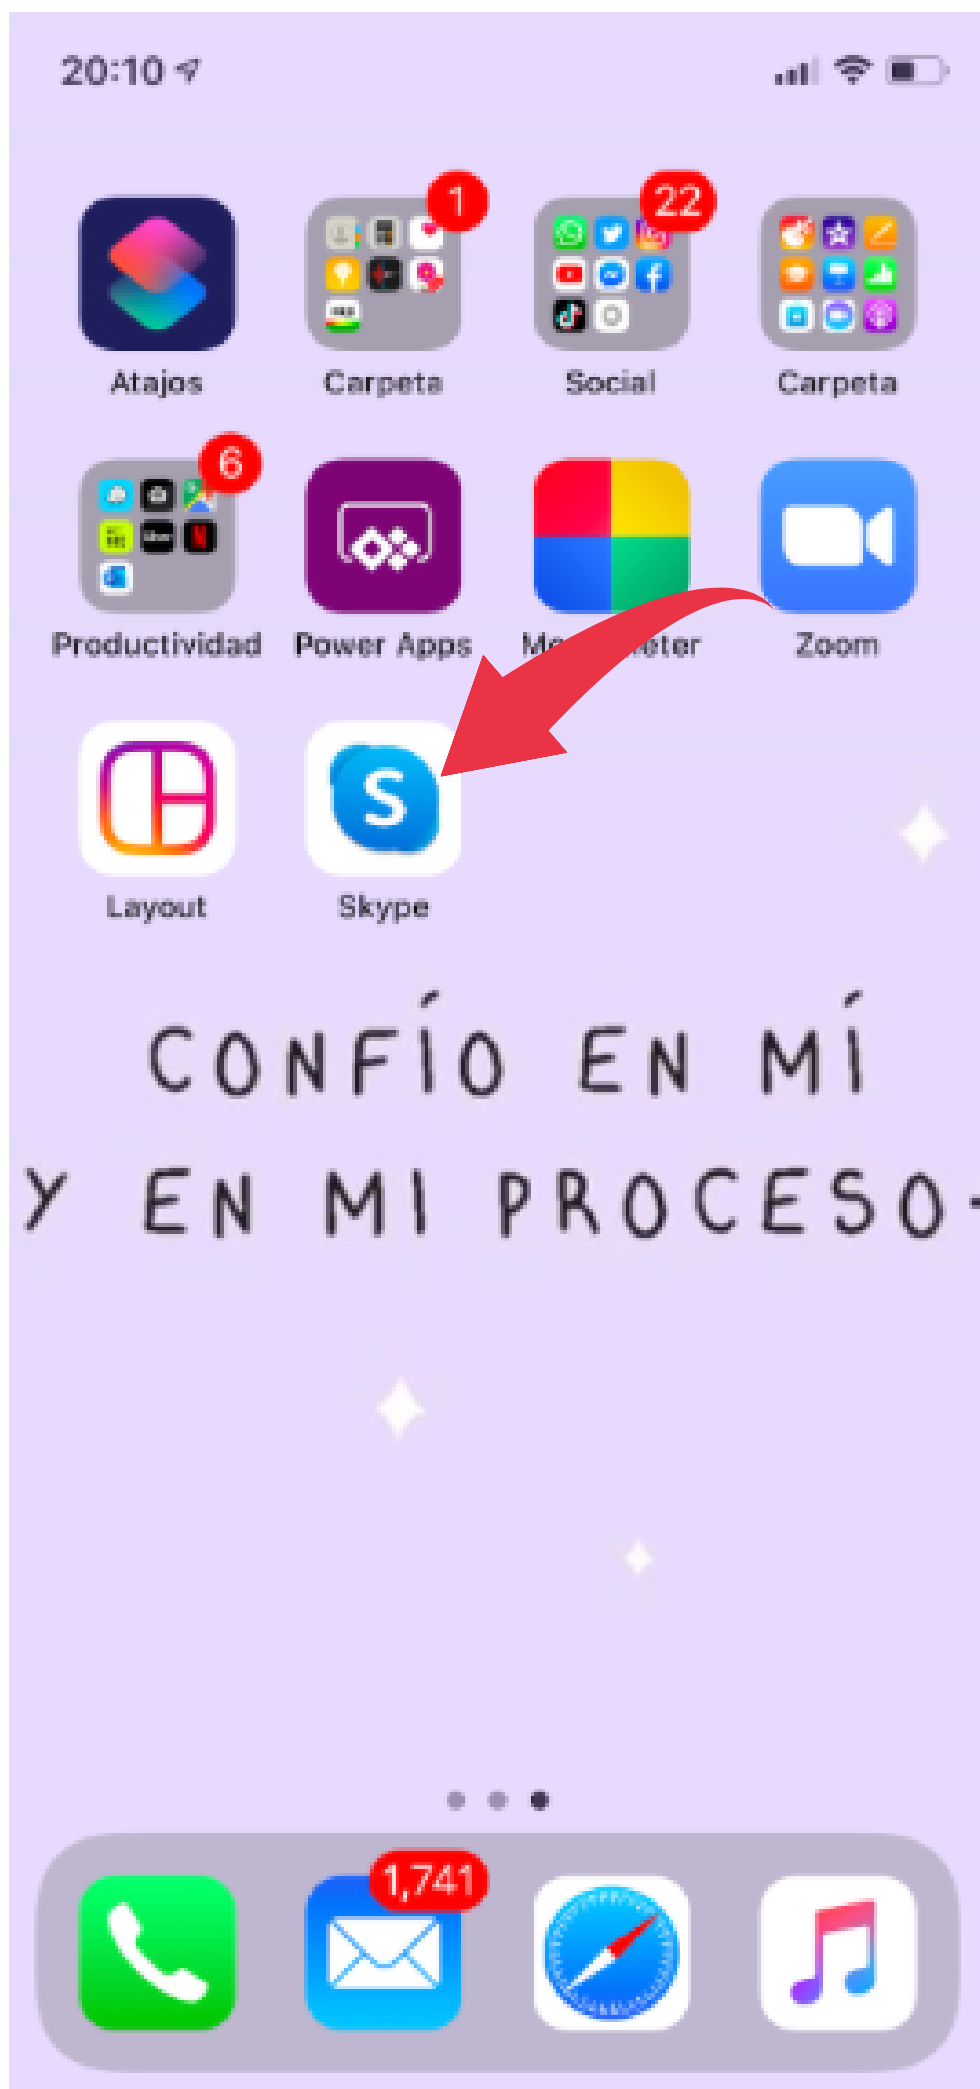 20:10
1
22
Atajos
Carpeta
Social
Carpeta
6
Productividad
Power Apps
Zoom
S
Layout
Skype
CONFÍO EN MÍ
Y EN MI PROCESO
1,741